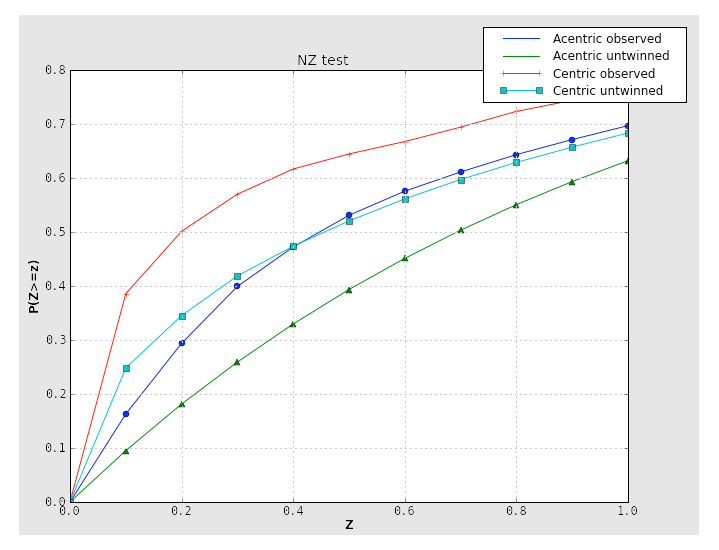 Acentric observed
Acentric untwinned
Centric observed
Centric untwinned
NZ test
0.8
0.7
0.6
0.5
0.4
0.3
0.2
0.1
0.0
P(Z>=z)
0.0 0.2 0.4 0.6 0.8 1.0
Z